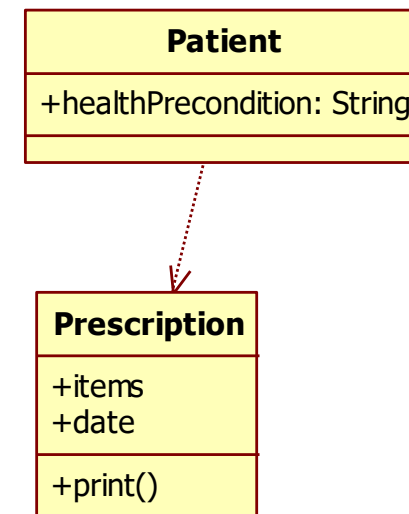 Patient
+healthPrecondition: String
Prescription
+items
+date
+print()